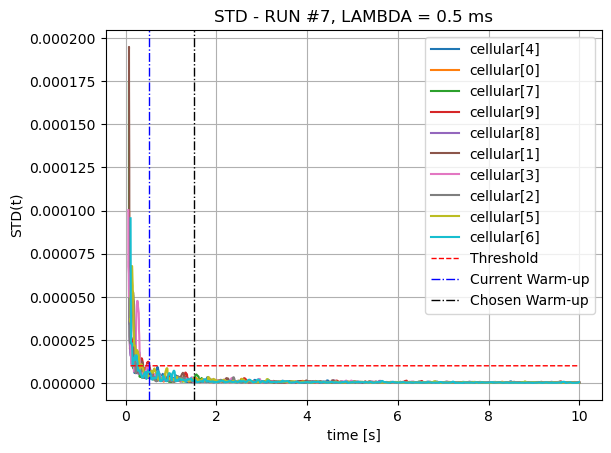 STD - RUN #7, LAMBDA = 0.5 ms
STD(t)
0.000200
0.000175
0.000150
0.000125
0.000100
0.000075
0.000050
0.000025
0.000000
cellular[4]
cellular[0]
cellular[7]
cellular[9]
cellular[8]
cellular[1]
cellular[3]
cellular[2]
cellular[5]
cellular[6]
Threshold
Current Warm-up
Chosen Warm-up
0 2 4 6 8 10
time [s]